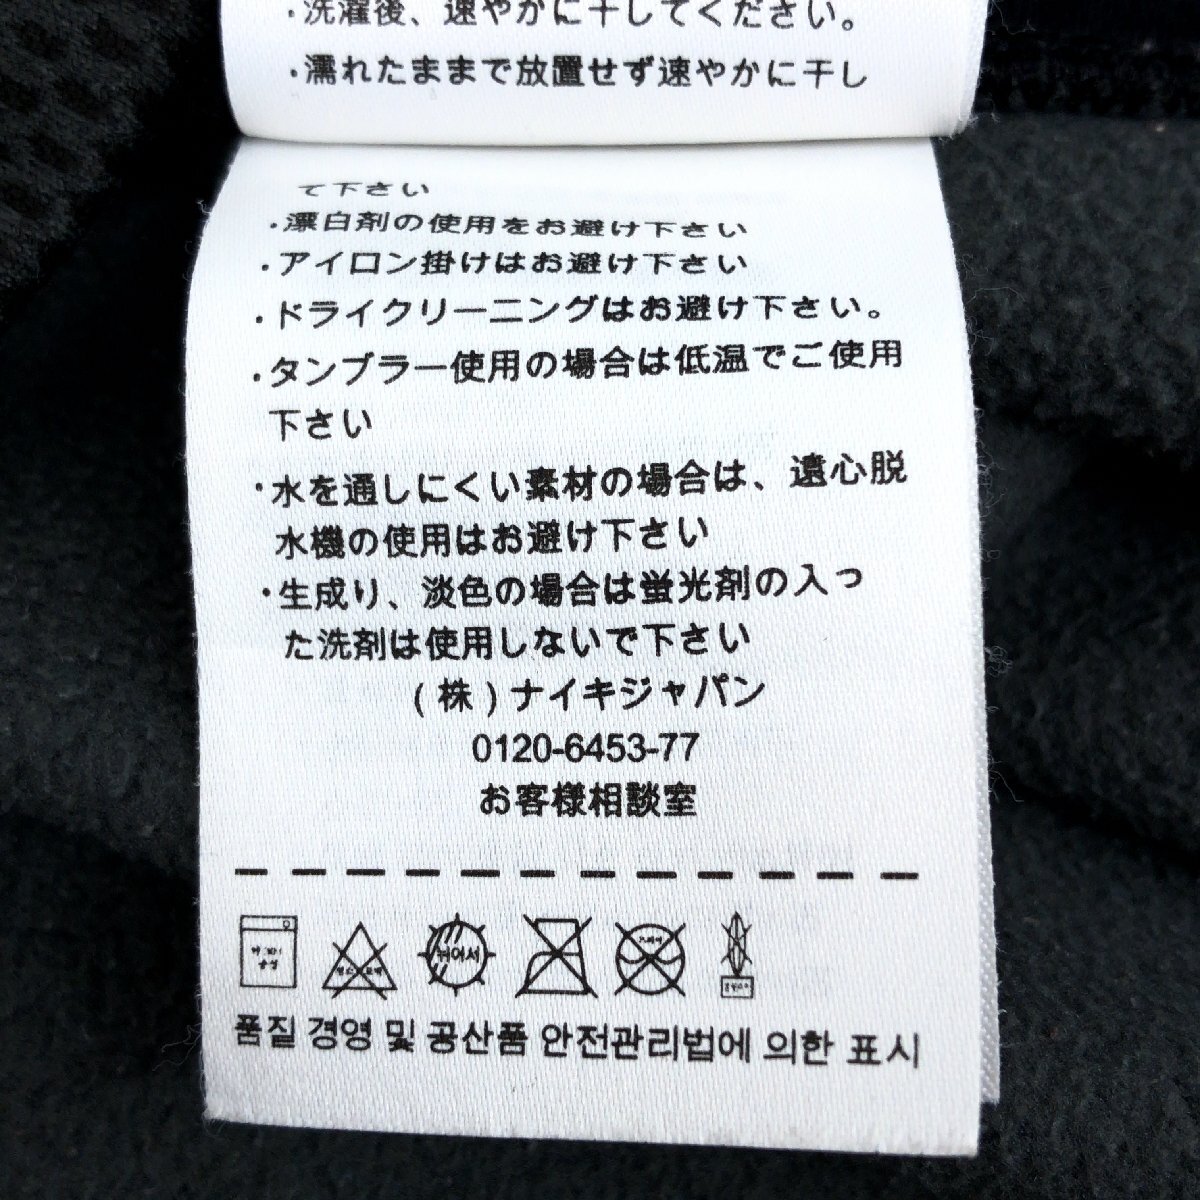 ・洗濯後、速やかに干してください。
・濡れたままで放置せず速やかに干し
て下さい
・漂白剤の使用をお避け下さい
・アイロン掛けはお避け下さい
・ドライクリーニングはお避け下さい。
・タンブラー使用の場合は低温でご使用
下さい
・水を通しにくい素材の場合は、遠心脱
水機の使用はお避け下さい
・生成り、淡色の場合は蛍光剤の入っ
た洗剤は使用しないで下さい
(株)ナイキジャパン
0120-6453-77
お客様相談室
뉘어서
품질 경영 및 공산품 안전관리법에 의한 표시